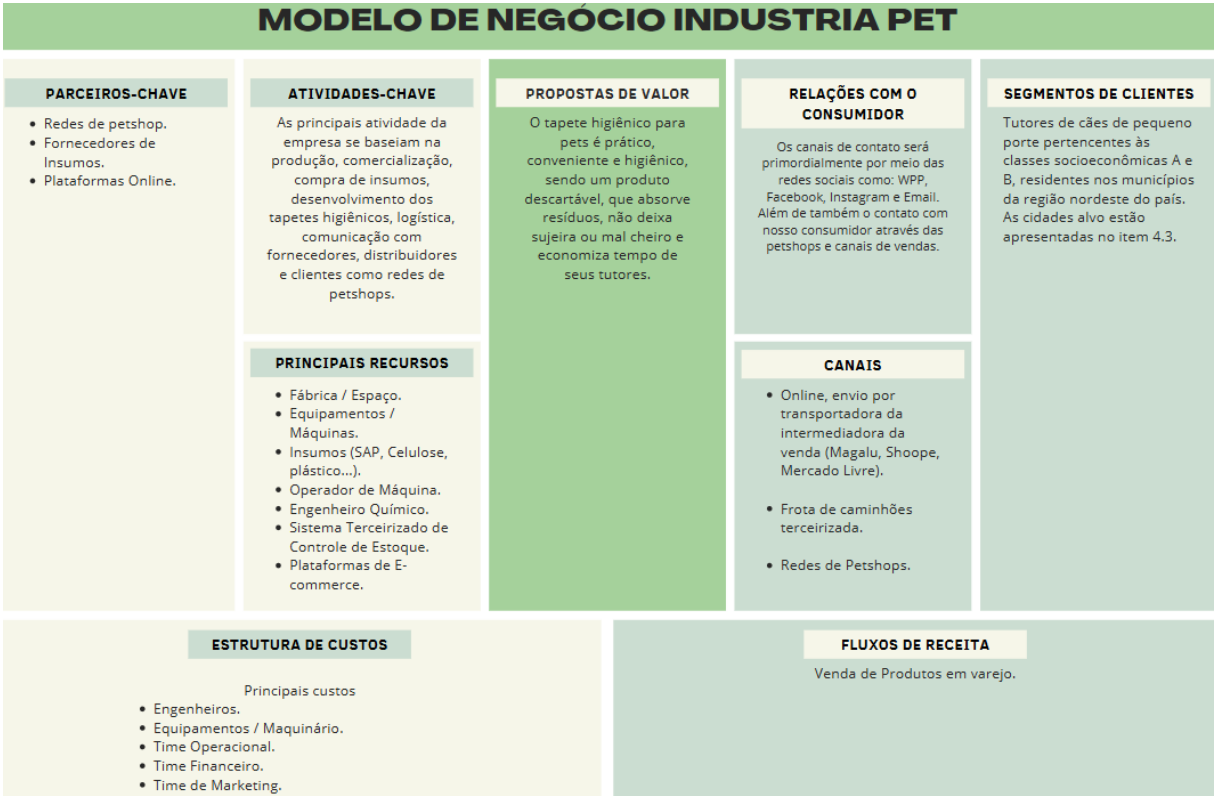 MODELO DE NEGÓCIO INDUSTRIA PET
PARCEIROS-CHAVE
• Redes de petshop.
• Fornecedores de
Insumos.
• Plataformas Online.
ATIVIDADES-CHAVE
As principais atividade da
empresa se baseiam na
produção, comercialização,
compra de insumos,
desenvolvimento dos
tapetes higiênicos, logística,
comunicação com
fornecedores, distribuidores
e clientes como redes de
petshops.
PRINCIPAIS RECURSOS
• Fábrica / Espaço.
• Equipamentos /
Máquinas.
• Insumos (SAP, Celulose,
plástico...).
• Operador de Máquina.
• Engenheiro Químico.
• Sistema Terceirizado de
Controle de Estoque.
• Plataformas de E-
commerce.
PROPOSTAS DE VALOR
O tapete higiênico para
pets é prático,
conveniente e higiênico,
sendo um produto
descartável, que absorve
resíduos, não deixa
sujeira ou mal cheiro e
economiza tempo de
seus tutores.
RELAÇÕES COM O
CONSUMIDOR
Os canais de contato será
primordialmente por meio das
redes sociais como: WPP,
Facebook, Instagram e Email.
Além de também o contato com
nosso consumidor através das
petshops e canais de vendas.
CANAIS
• Online, envio por
transportadora da
intermediadora da
venda (Magalu, Shoope,
Mercado Livre).
• Frota de caminhões
terceirizada.
• Redes de Petshops.
SEGMENTOS DE CLIENTES
Tutores de cães de pequeno
porte pertencentes às
classes socioeconômicas A e
B, residentes nos municípios
da região nordeste do país.
As cidades alvo estão
apresentadas no item 4.3.
ESTRUTURA DE CUSTOS
Principais custos
• Engenheiros.
• Equipamentos / Maquinário.
• Time Operacional.
• Time Financeiro.
• Time de Marketing.
FLUXOS DE RECEITA
Venda de Produtos em varejo.